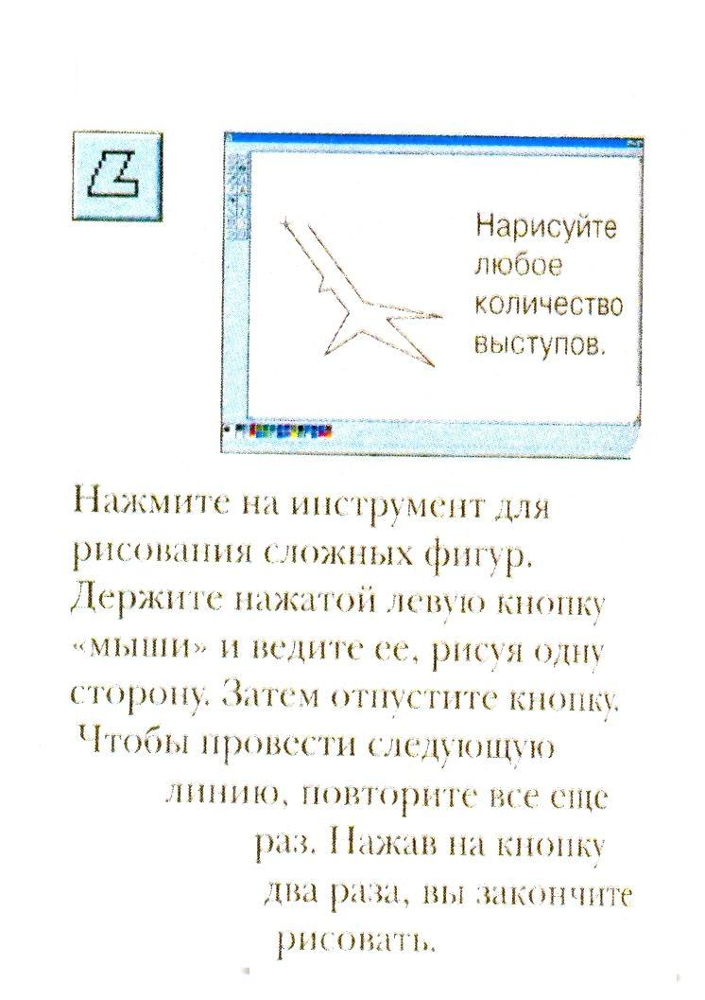 Нарисуйте
любое
количество
выступов.
Нажмите на инструмент для
рисования сложных фигур.
Держите нажатой левую кнопку
«мыши» и ведите ее, рисуя одну
сторону. Затем отпустите кнопку.
Чтобы провести следующую
линию, повторите все еще
раз. Нажав на кнопку
два раза, вы закончите
рисовать.